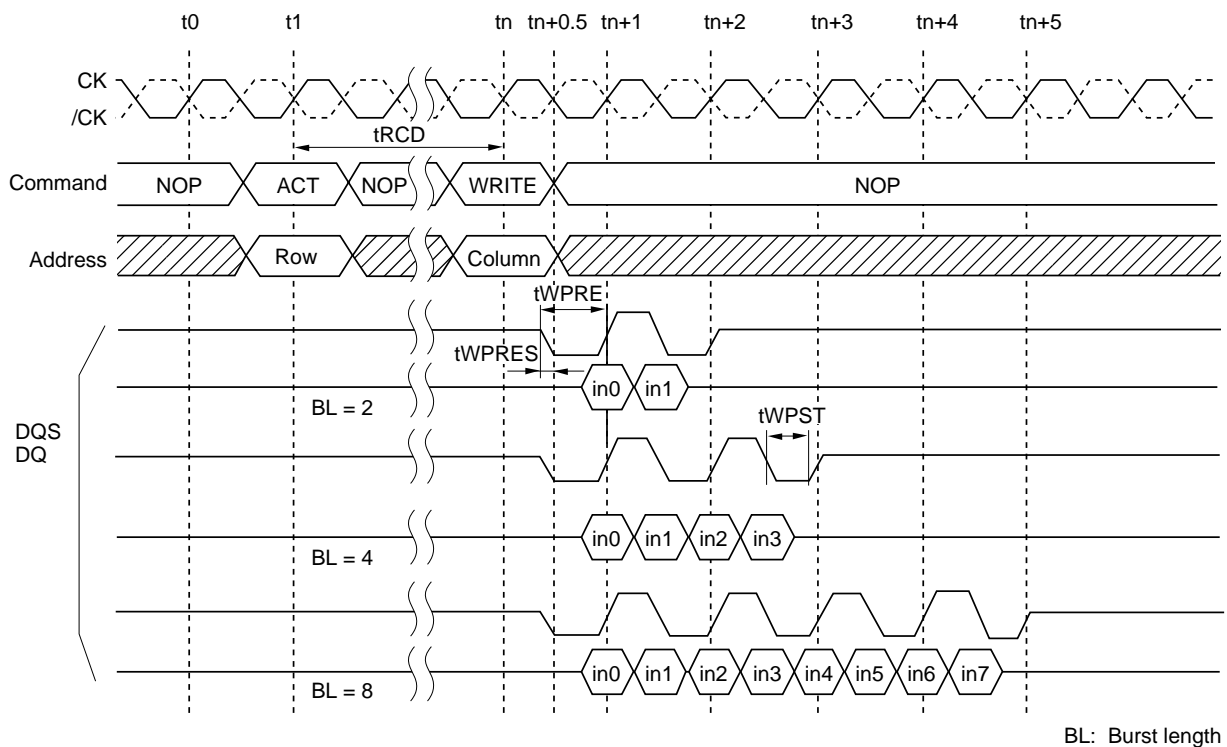 t0 t1 tn tn+0.5 tn+1 tn+2 tn+3 tn+4 tn+5
CK
/CK
tRCD
Command NOP ACT NOP WRITE NOP
Address Row Column
tWPRE
tWPRES
in0 in1
BL = 2
tWPST
DQS
DQ
in0 in1 in2 in3
BL = 4
in0 in1 in2 in3 in4 in5 in6 in7
BL = 8
BL: Burst length